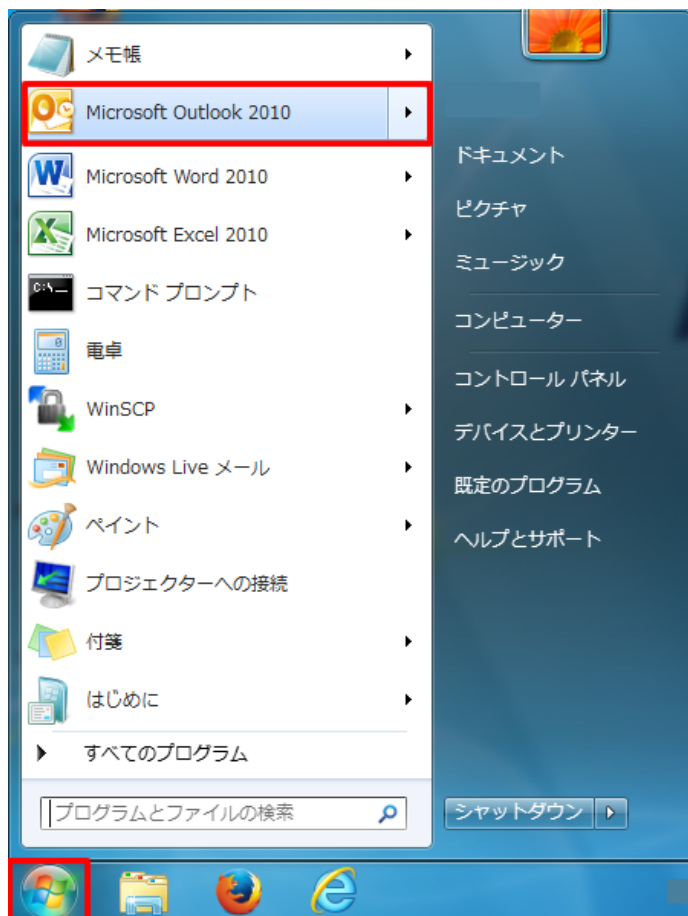 メモ帳
Microsoft Outlook 2010
Microsoft Word 2010
Microsoft Excel 2010
C:\_
コマンド プロンプト
電卓
WinSCP
Windows Live メール
ペイント
プロジェクターへの接続
付箋
はじめに
すべてのプログラム
プログラムとファイルの検索
ドキュメント
ピクチャ
ミュージック
コンピューター
コントロール パネル
デバイスとプリンター
既定のプログラム
ヘルプとサポート
シャットダウン